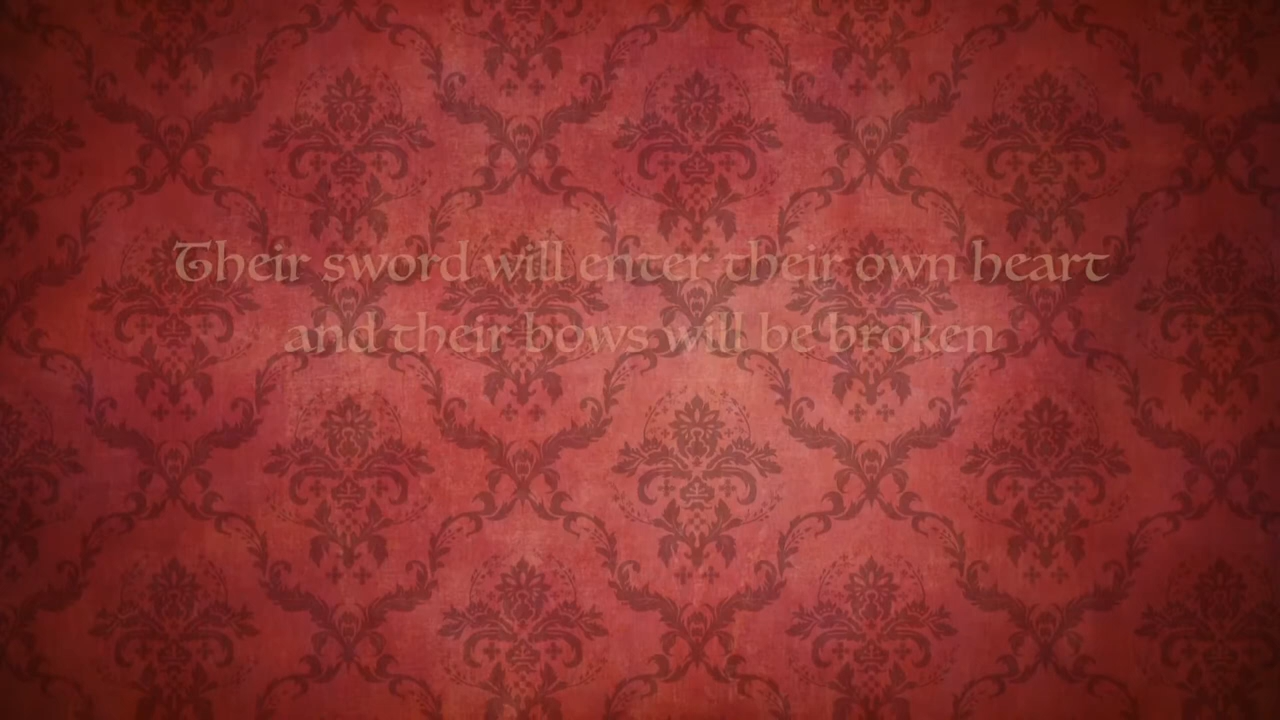 Their sword will enter their own heart
and their bows will be broken